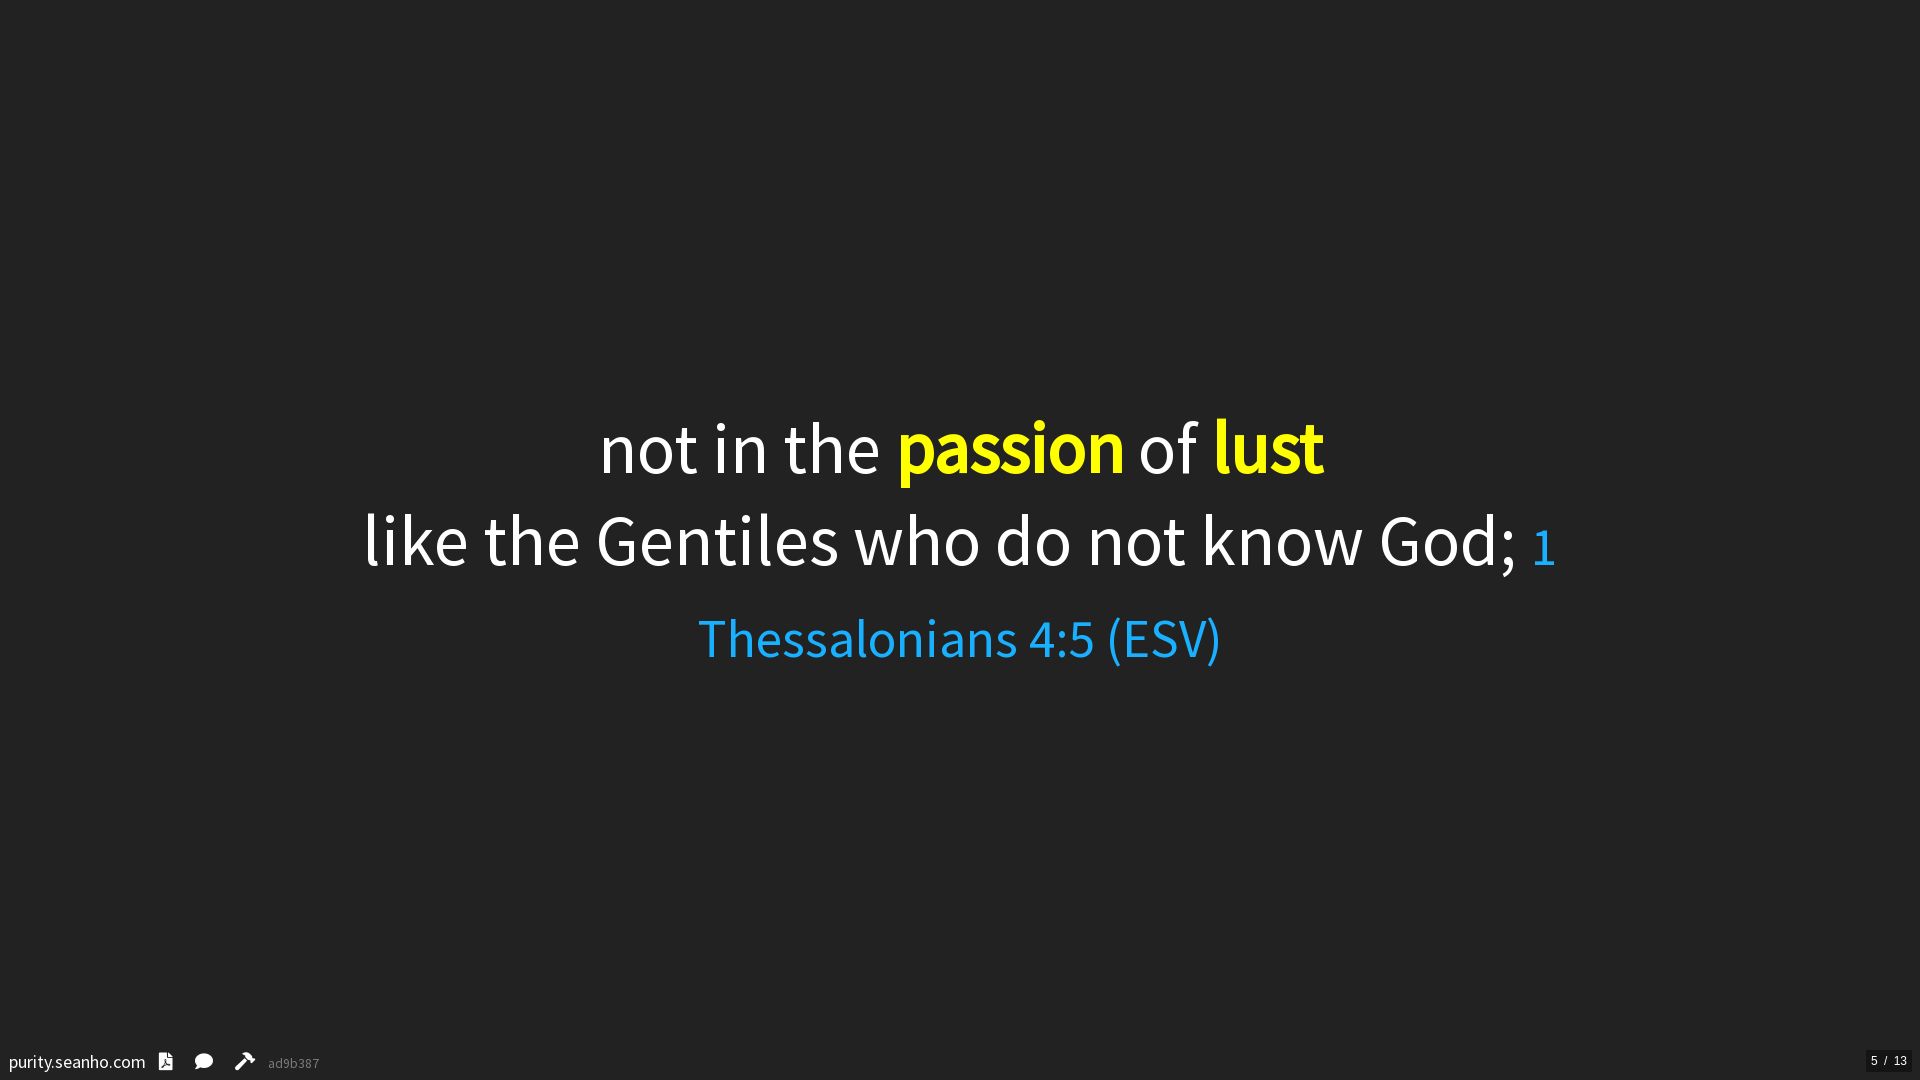 not in the passion of lust
like the Gentiles who do not know God; 1
Thessalonians 4:5 (ESV)
purity.seanho.com ad9b387
5 / 13